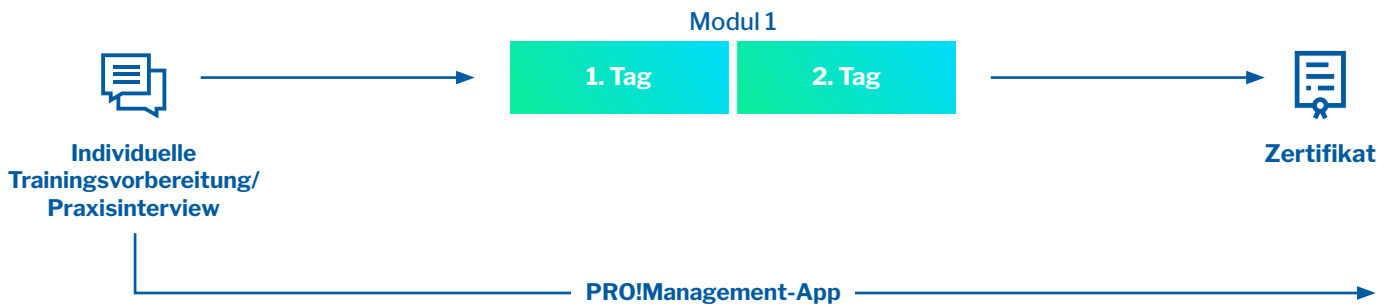 Modul 1
1. Tag
2. Tag
Individuelle
Trainingsvorbereitung/
Praxisinterview
Zertifikat
PRO!Management-App